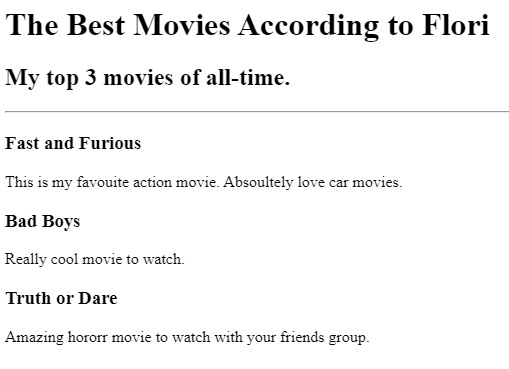 The Best Movies According to Flori
My top 3 movies of all-time.
Fast and Furious
This is my favouite action movie. Absoultely love car movies.
Bad Boys
Really cool movie to watch.
Truth or Dare
Amazing hororr movie to watch with your friends group.